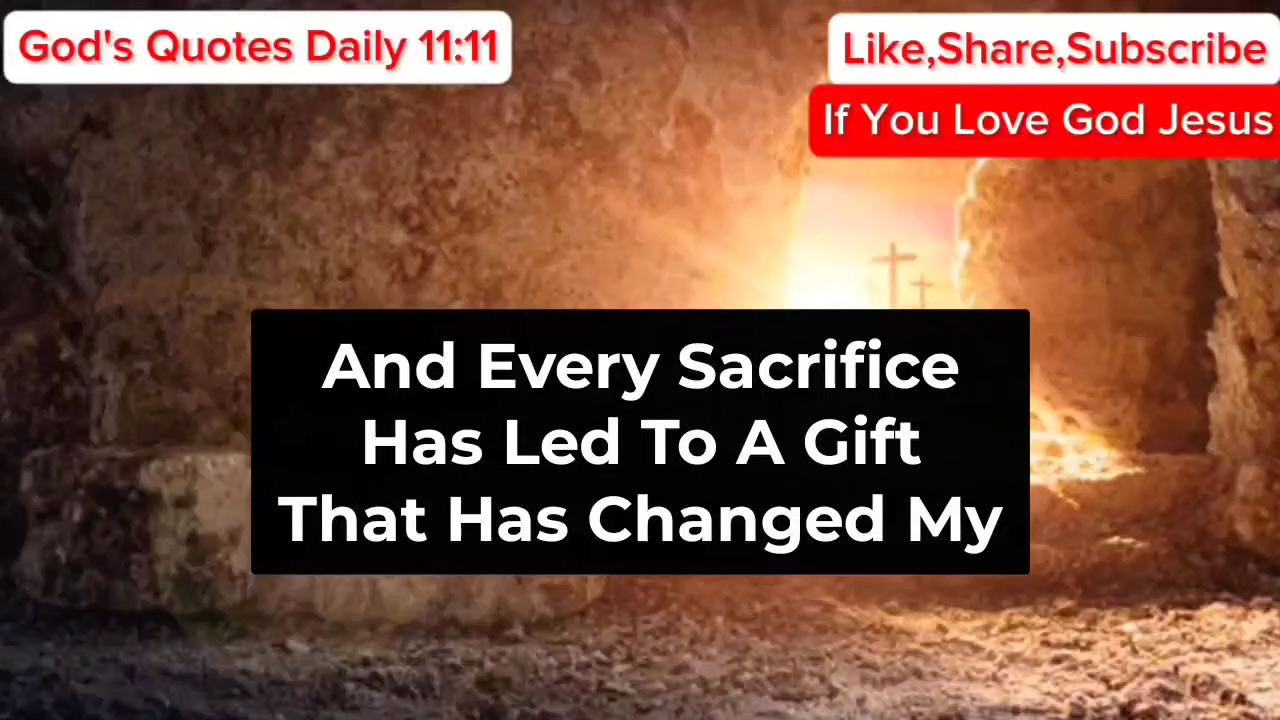 God's Quotes Daily 11:11
Like,Share,Subscribe
If You Love God Jesus
And Every Sacrifice
Has Led To A Gift
That Has Changed My